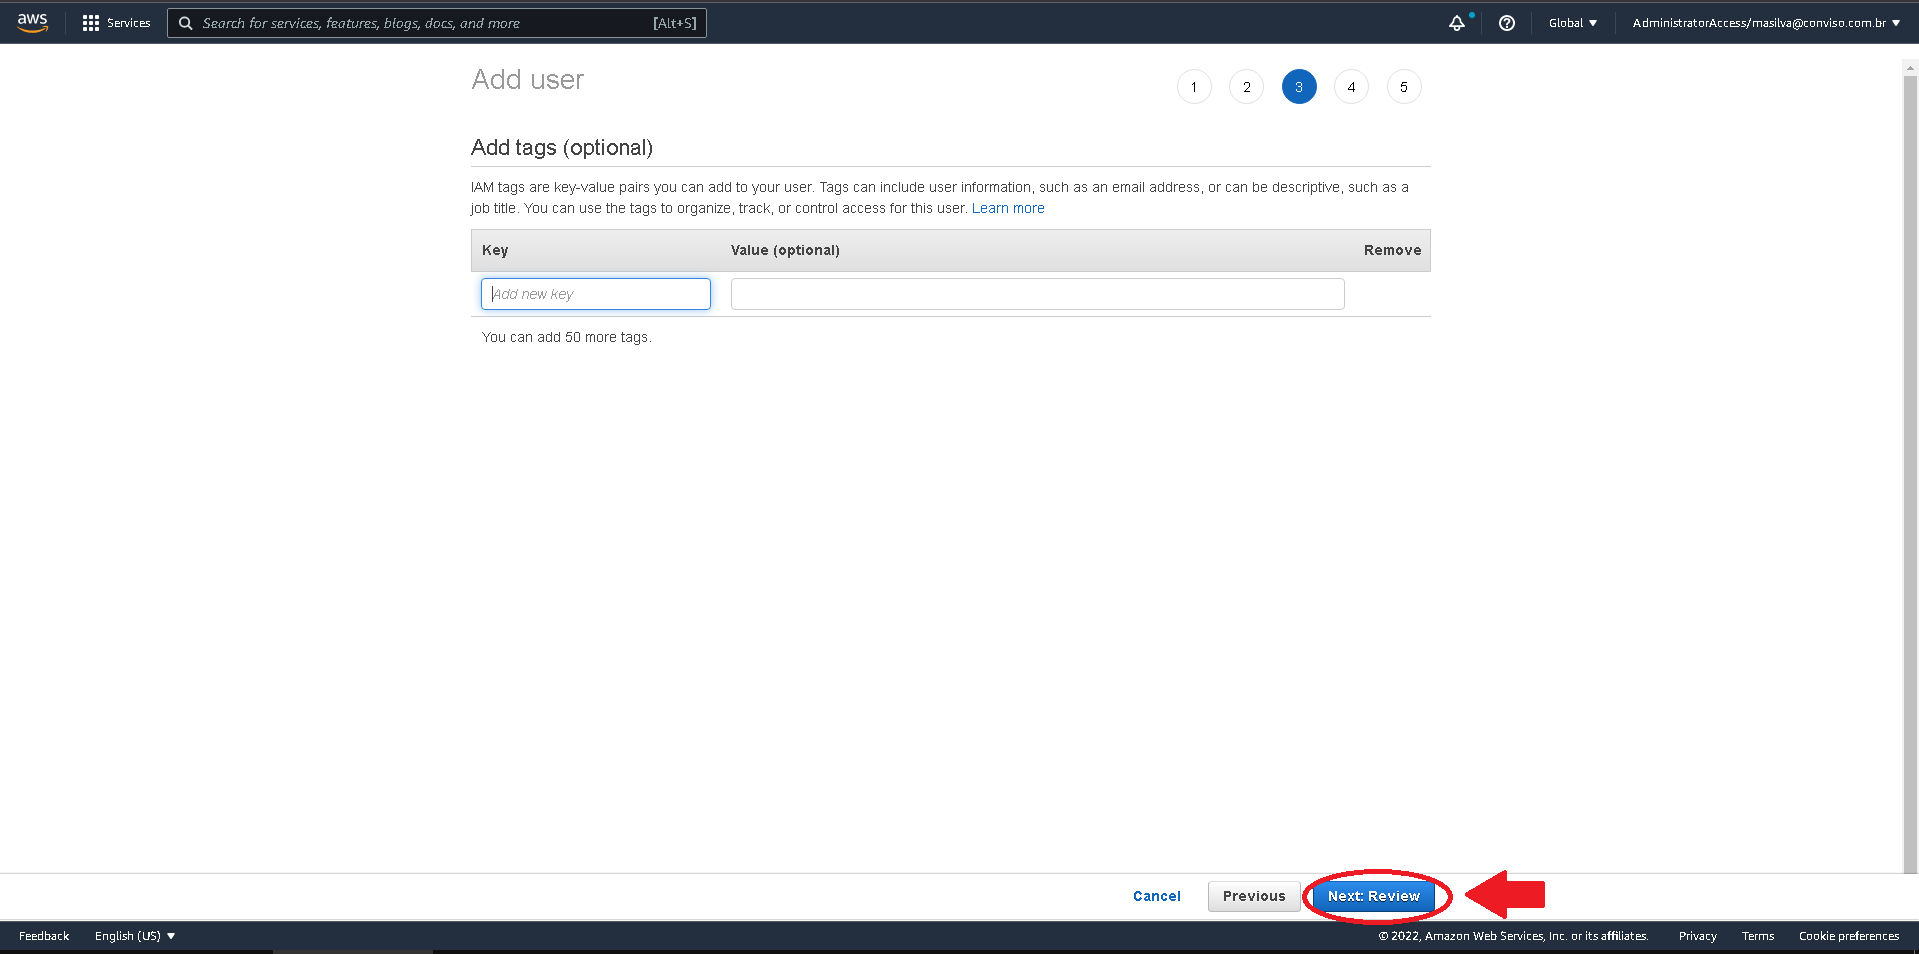 aws
Services
Search for services, features, blogs, docs, and more
[Alt+S]
Global
AdministratorAccess/masilva@conviso.com.br
Add user
1
2
3
4
5
Add tags (optional)
IAM tags are key-value pairs you can add to your user. Tags can include user information, such as an email address, or can be descriptive, such as a
job title. You can use the tags to organize, track, or control access for this user. Learn more
Key
Value (optional)
Remove
Add new key
You can add 50 more tags.
Cancel
Previous
Next: Review
Feedback
English (US)
© 2022, Amazon Web Services, Inc. or its affiliates.
Privacy
Terms
Cookie preferences